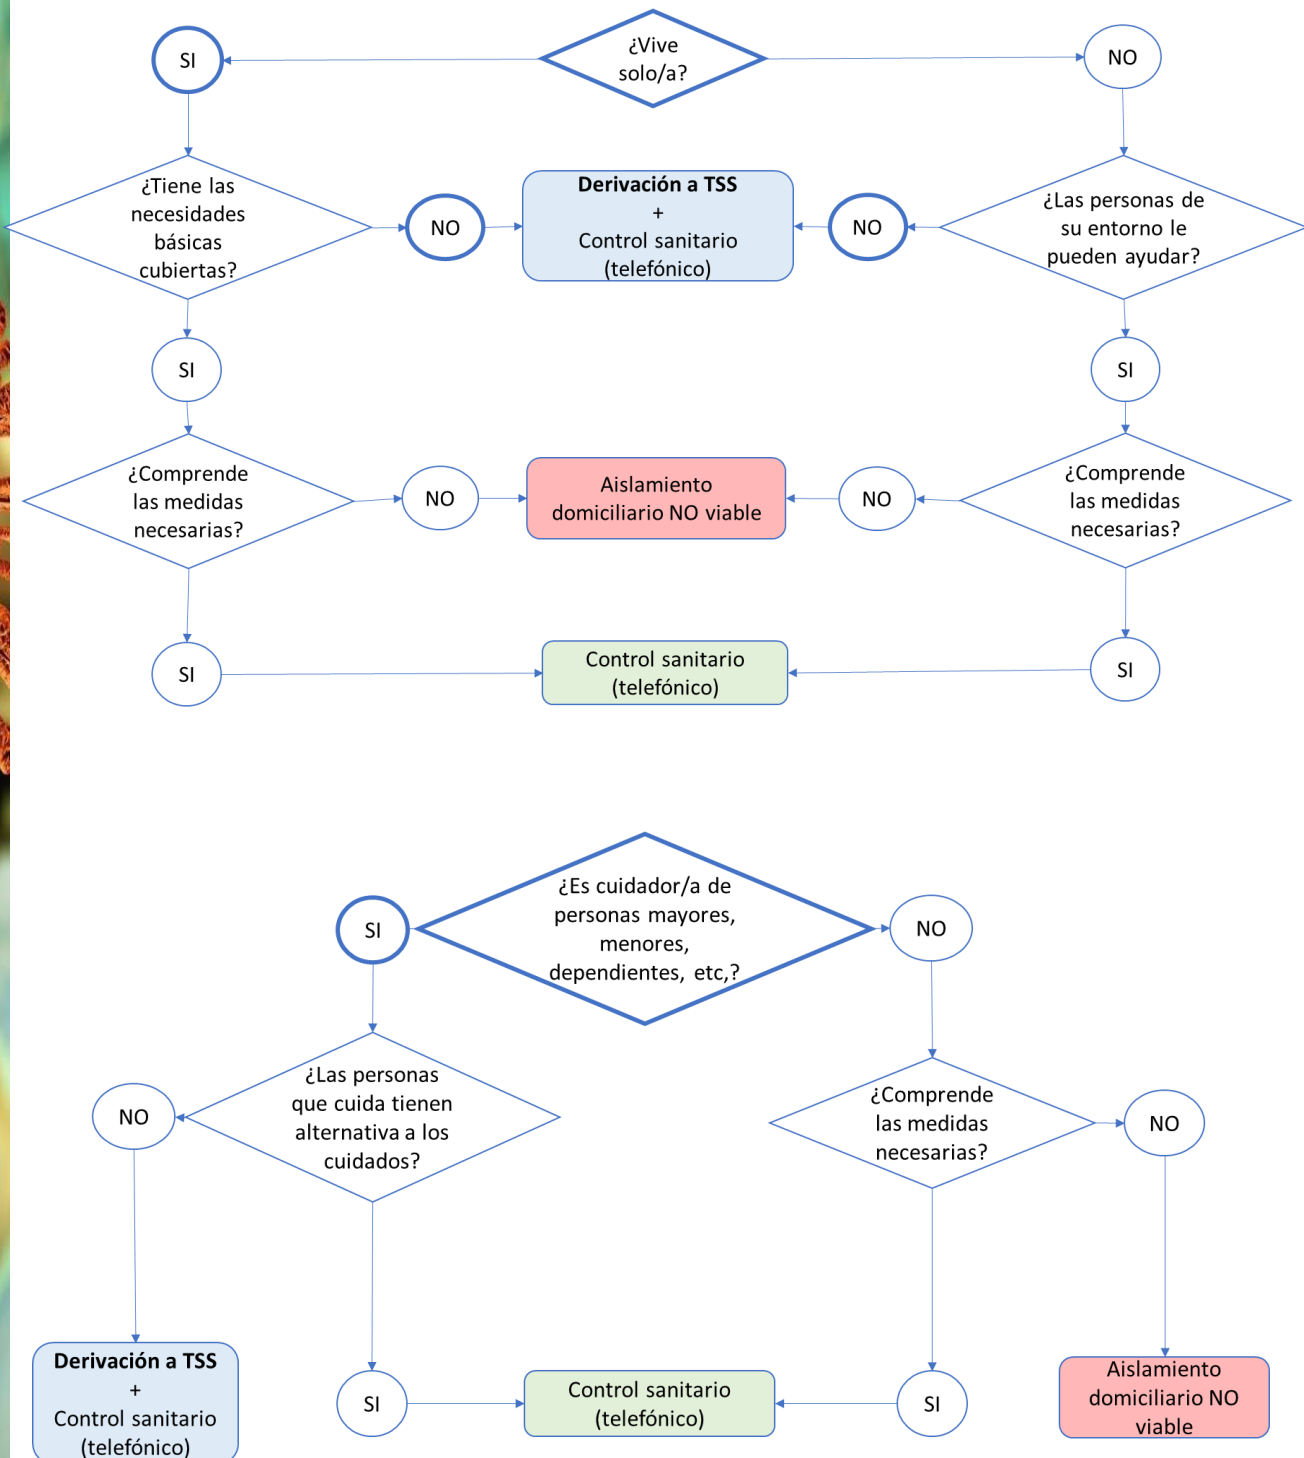 ¿Vive
solo/a?
SI
NO
¿Tiene las
necesidades
básicas
cubiertas?
NO
Derivación a TSS
+
Control sanitario
(telefónico)
NO
¿Las personas de
su entorno le
pueden ayudar?
SI
SI
¿Comprende
las medidas
necesarias?
NO
Aislamiento
domiciliario NO viable
NO
¿Comprende
las medidas
necesarias?
SI
Control sanitario
(telefónico)
SI
¿Es cuidador/a de
personas mayores,
menores,
dependientes, etc,?
SI
NO
¿Las personas
que cuida tienen
alternativa a los
cuidados?
NO
¿Comprende
las medidas
necesarias?
NO
Derivación a TSS
+
Control sanitario
(telefónico)
SI
Control sanitario
(telefónico)
SI
Aislamiento
domiciliario NO
viable